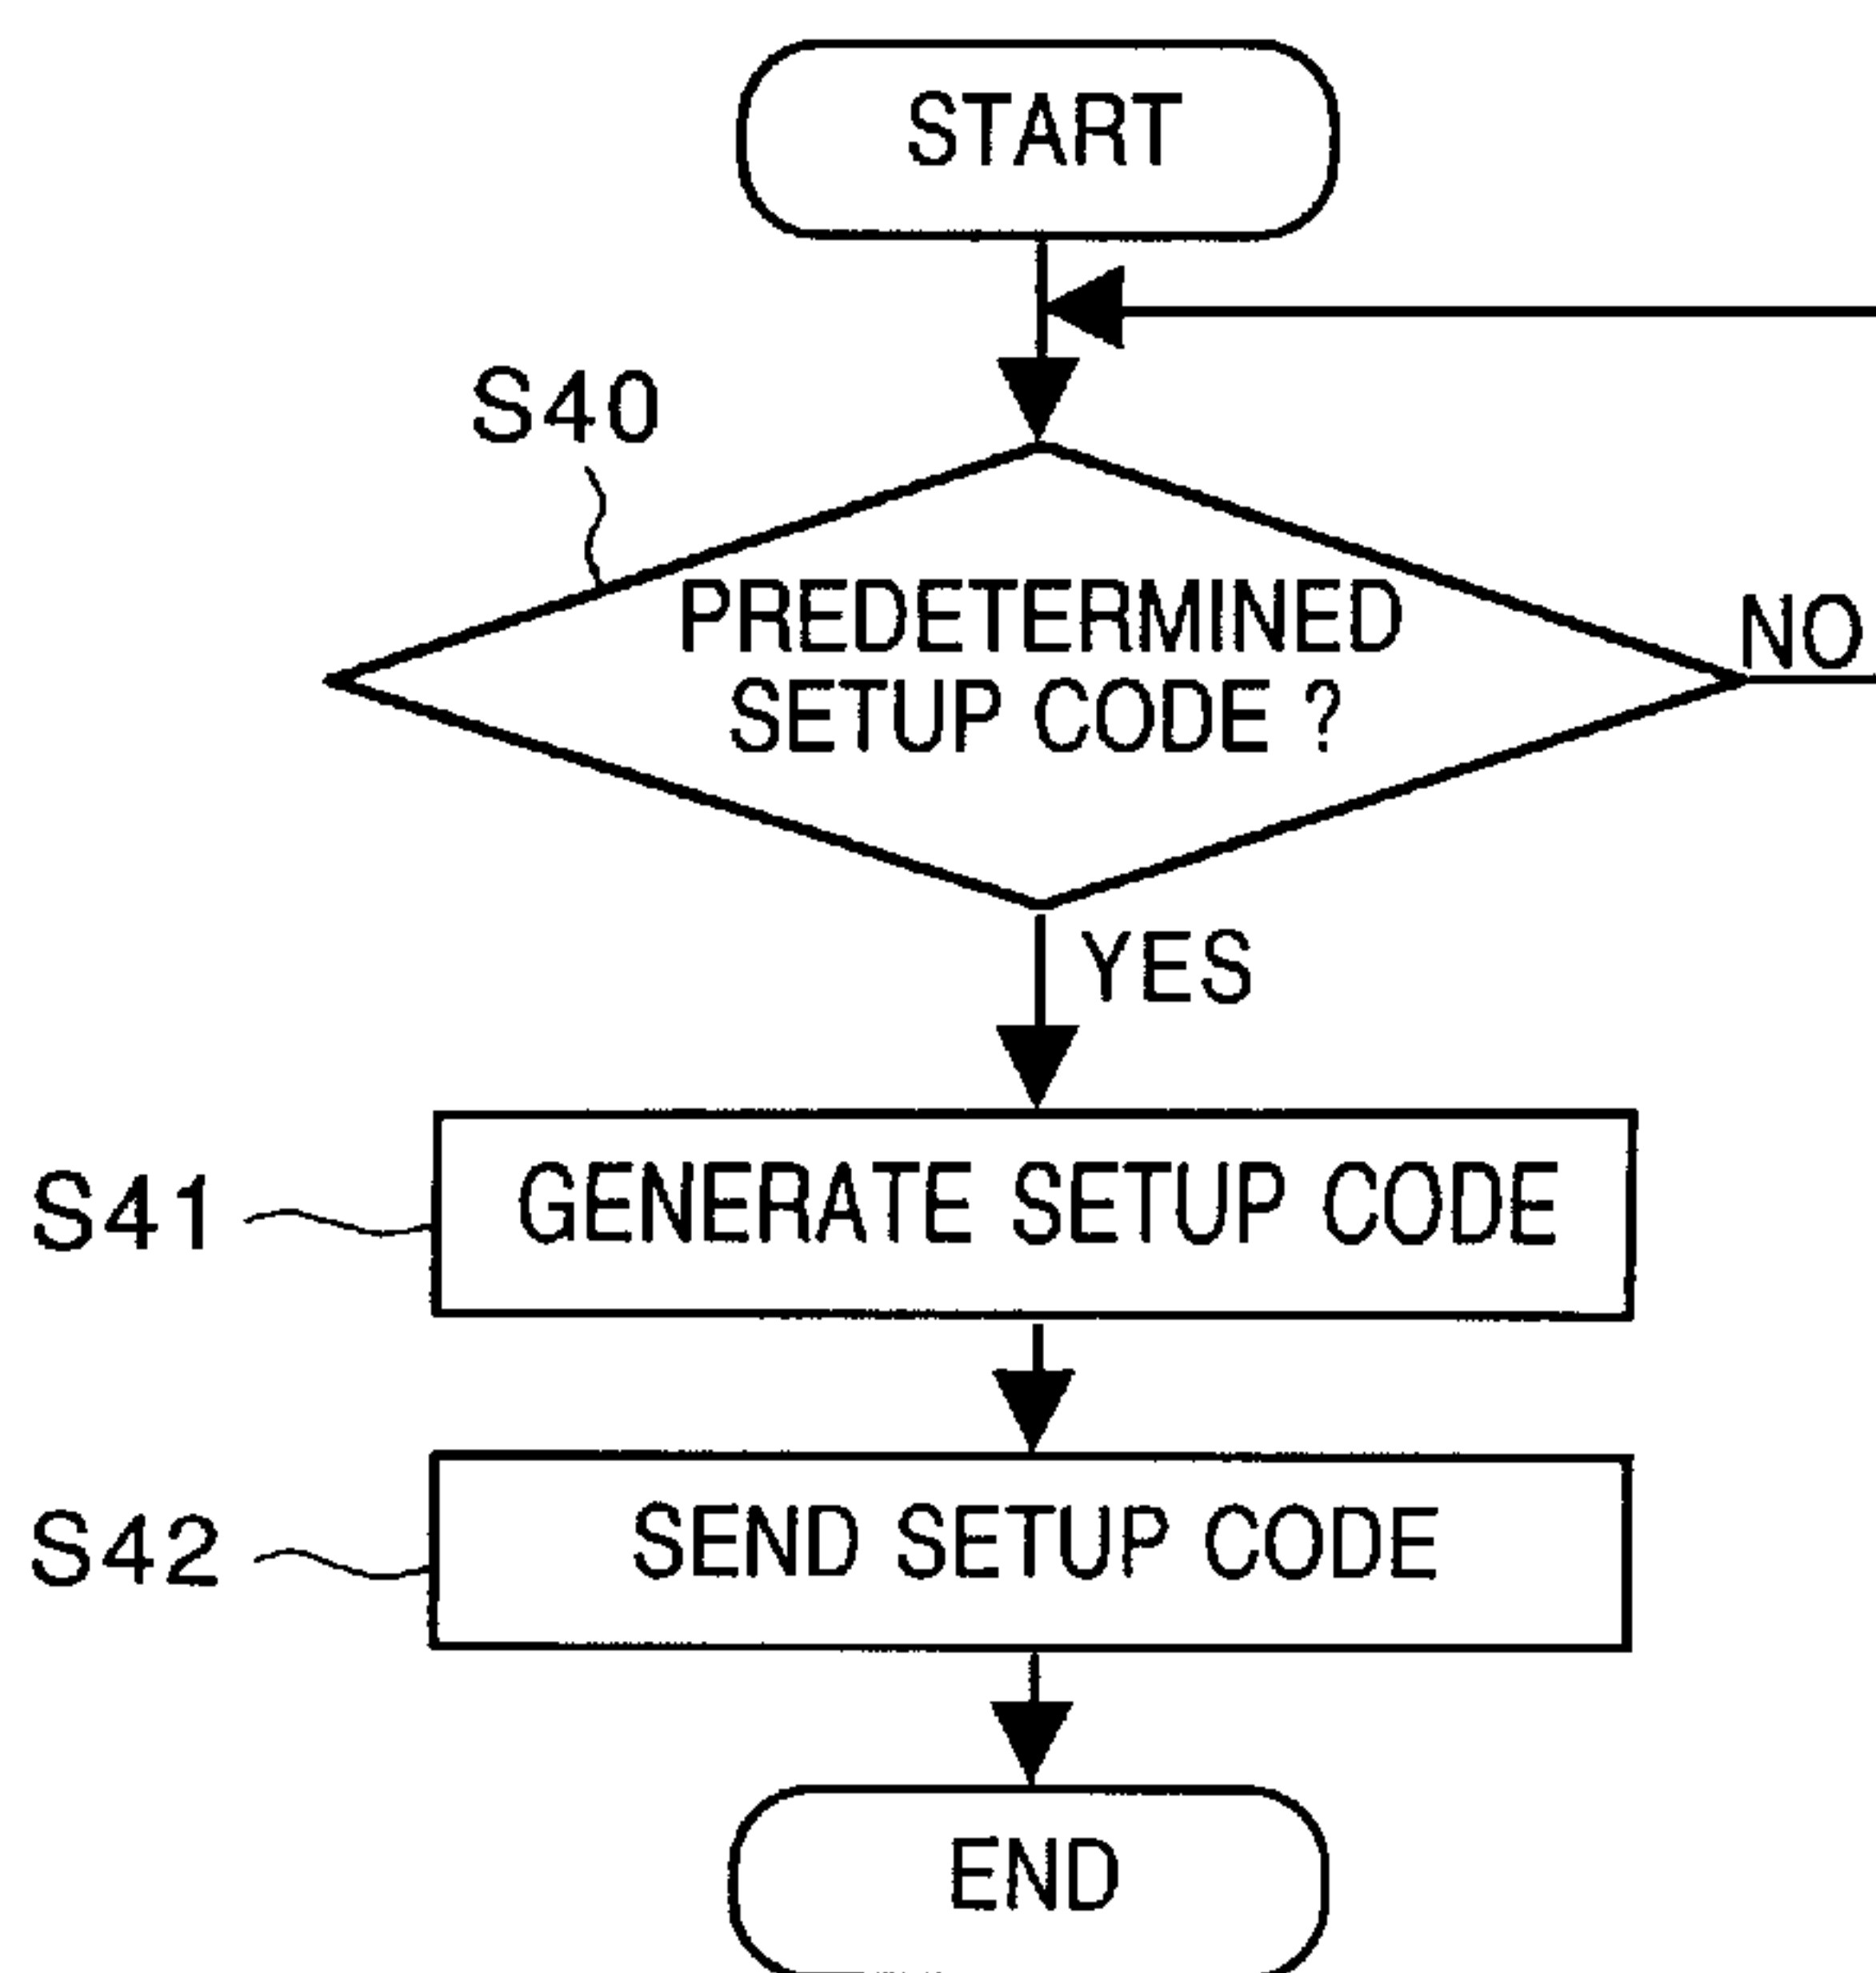 START
S40
PREDETERMINED
SETUP CODE ?
NO
YES
S41
GENERATE SETUP CODE
S42
SEND SETUP CODE
END